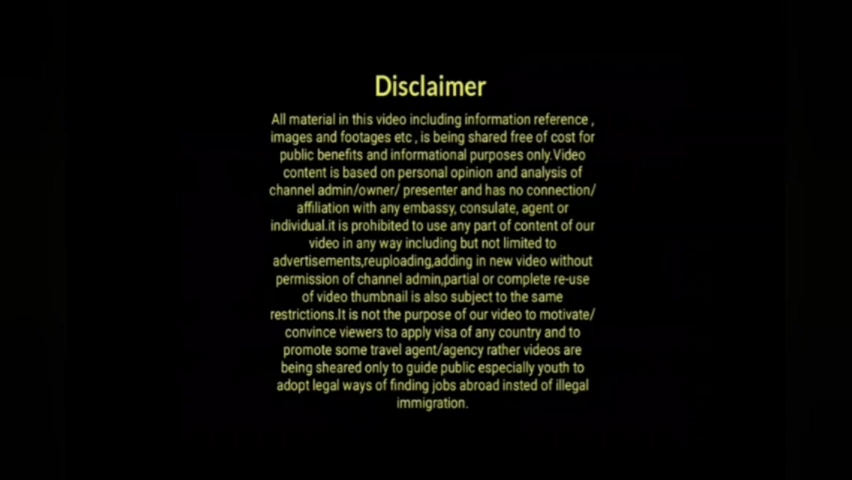 Disclaimer
All material in this video including information reference ,
images and footages etc , is being shared free of cost for
public benefits and informational purposes only.Video
content is based on personal opinion and analysis of
channel admin/owner/ presenter and has no connection/
affiliation with any embassy, consulate, agent or
individual.it is prohibited to use any part of content of our
video in any way including but not limited to
advertisements,reuploading,adding in new video without
permission of channel admin,partial or complete re-use
of video thumbnail is also subject to the same
restrictions.It is not the purpose of our video to motivate/
convince viewers to apply visa of any country and to
promote some travel agent/agency rather videos are
being sheared only to guide public especially youth to
adopt legal ways of finding jobs abroad insted of illegal
immigration.